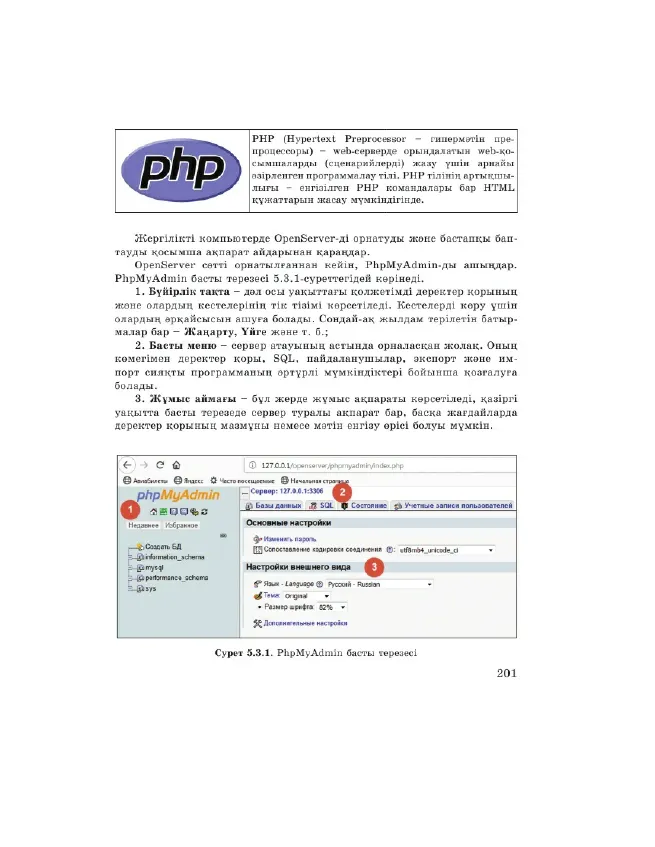 php
PHP (Hypertext Preprocessor – гипермәтін пре-
процессоры) – web-серверде орындалатын web-қо-
сымшаларды (сценарийлерді) жазу үшін арнайы
әзірленген программалау тілі. PHP тілінің артықшы-
лығы – енгізілген PHP командалары бар HTML
құжаттарын жасау мүмкіндігінде.
Жергілікті компьютерде OpenServer-ді орнатуды және бастапқы бап-
тауды қосымша ақпарат айдарынан қараңдар.
OpenServer сәтті орнатылғаннан кейін, PhpMyAdmin-ды ашыңдар.
PhpMyAdmin басты терезесі 5.3.1-суреттегідей көрінеді.
1. Бүйірлік тақта – дәл осы уақыттағы қолжетімді деректер қорының
және олардың кестелерінің тік тізімі көрсетіледі. Кестелерді көру үшін
олардың әрқайсысын ашуға болады. Сондай-ақ жылдам терілетін батыр-
малар бар – Жаңарту, Үйге және т. б.;
2. Басты меню – сервер атауының астында орналасқан жолақ. Оның
көмегімен деректер қоры, SQL, пайдаланушылар, экспорт және им-
порт сияқты программаның әртүрлі мүмкіндіктері бойынша қозғалуға
болады.
3. Жұмыс аймағы – бұл жерде жұмыс ақпараты көрсетіледі, қазіргі
уақытта басты терезеде сервер туралы ақпарат бар, басқа жағдайларда
деректер қорының мазмұны немесе мәтін енгізу өрісі болуы мүмкін.
127.0.0.1/openserver/phpmyadmin/index.php
Авиабилеты Яндекс Часто посещаемые Начальная страница
phpMyAdmin
Сервер: 127.0.0.1:3306
1
2
Базы данных SQL Состояние Учетные записи пользователей
Недавнее Избранное
Основные настройки
Изменить пароль
Сопоставление кодировки соединения : utf8mb4_unicode_ci
Создать БД
information_schema
mysql
performance_schema
sys
Настройки внешнего вида
3
Язык - Language Русский - Russian
Тема: Original
Размер шрифта: 82%
Дополнительные настройки
Сурет 5.3.1. PhpMyAdmin басты терезесі
201